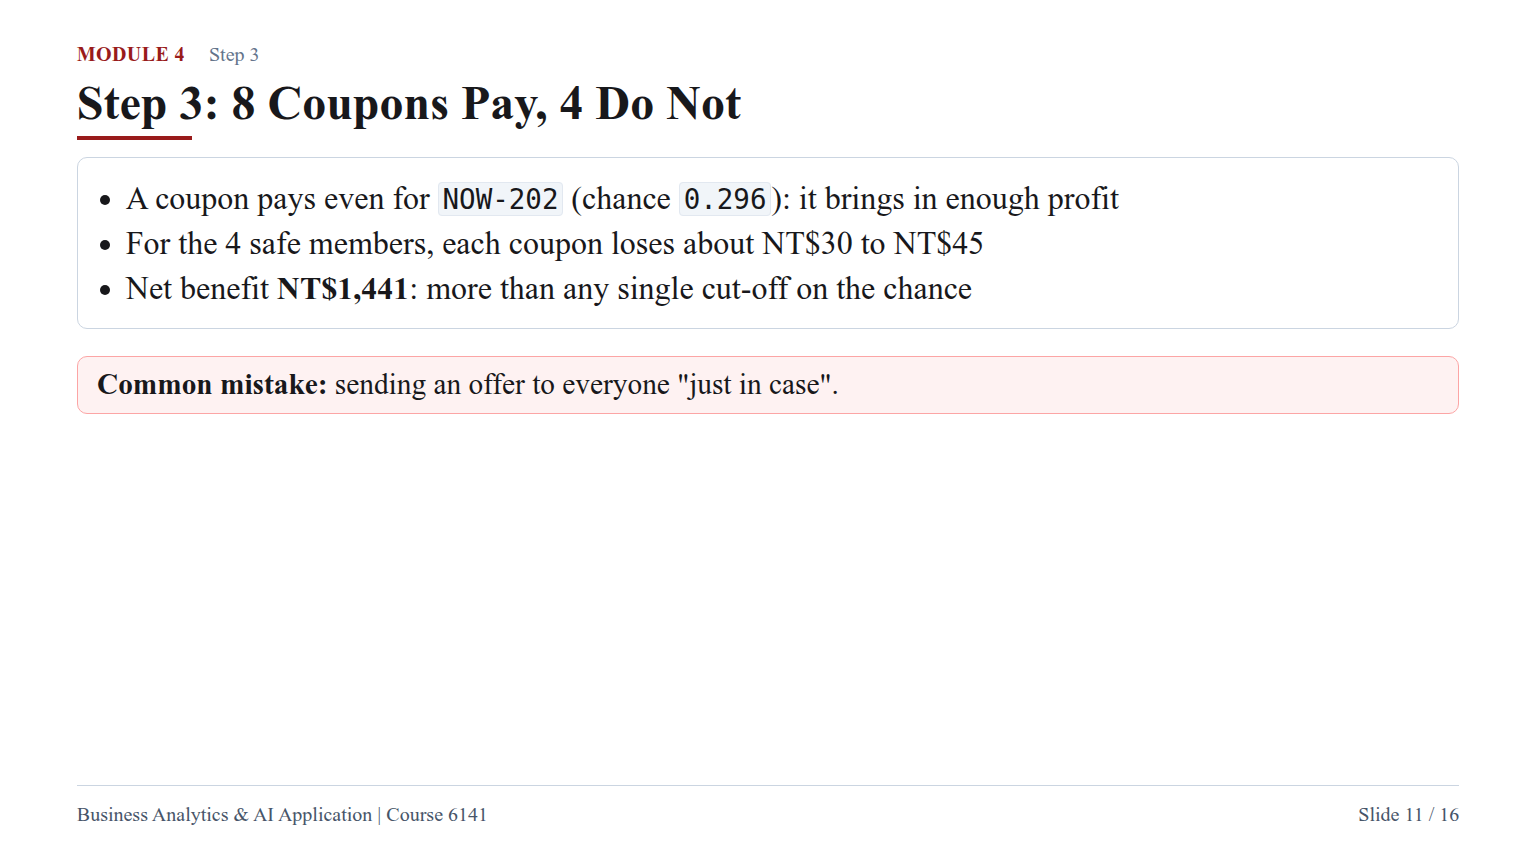 MODULE 4 Step 3
Step 3: 8 Coupons Pay, 4 Do Not
• A coupon pays even for NOW-202 (chance 0.296): it brings in enough profit
• For the 4 safe members, each coupon loses about NT$30 to NT$45
• Net benefit NT$1,441: more than any single cut-off on the chance
Common mistake: sending an offer to everyone "just in case".
Business Analytics & AI Application | Course 6141
Slide 11 / 16